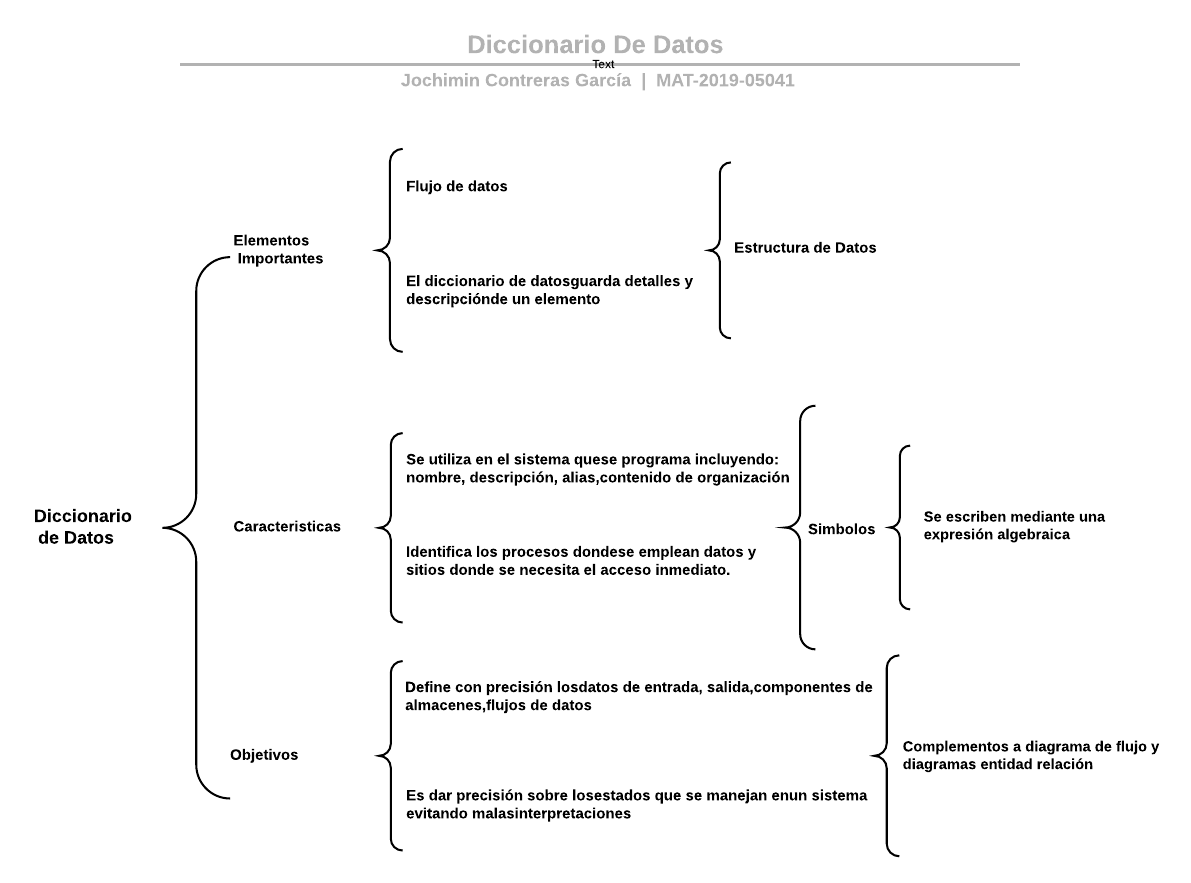 Diccionario De Datos
Text
Jochimin Contreras García | MAT-2019-05041
Flujo de datos
Elementos
Importantes
Estructura de Datos
El diccionario de datosguarda detalles y
descripciónde un elemento
Se utiliza en el sistema quese programa incluyendo:
nombre, descripción, alias,contenido de organización
Diccionario
de Datos
Caracteristicas
Simbolos
Se escriben mediante una
expresión algebraica
Identifica los procesos dondese emplean datos y
sitios donde se necesita el acceso inmediato.
Define con precisión losdatos de entrada, salida,componentes de
almacenes,flujos de datos
Objetivos
Complementos a diagrama de flujo y
diagramas entidad relación
Es dar precisión sobre losestados que se manejan enun sistema
evitando malasinterpretaciones